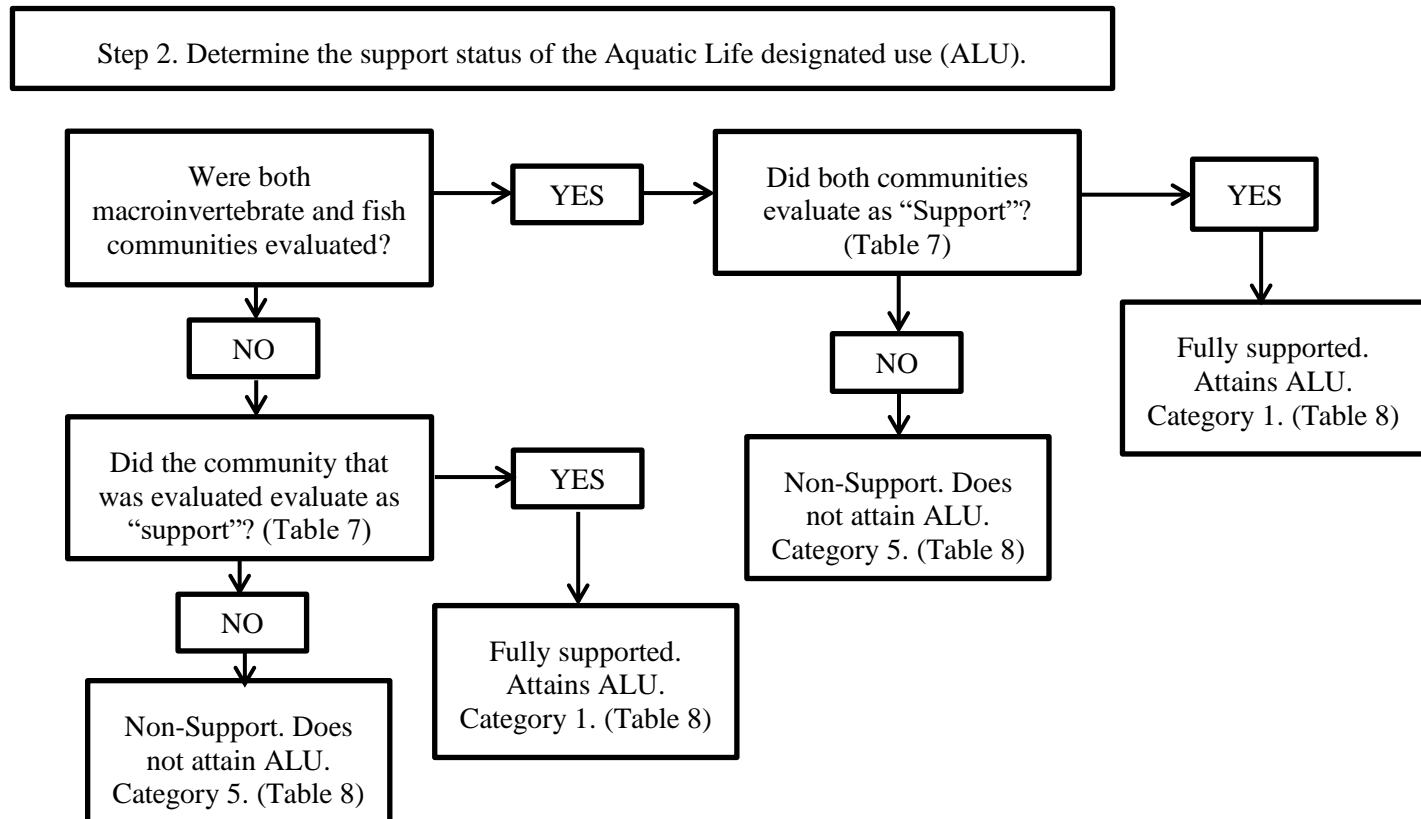 Step 2. Determine the support status of the Aquatic Life designated use (ALU).
Were both
macroinvertebrate and fish
communities evaluated?
YES
Did both communities
evaluate as “Support”?
(Table 7)
YES
NO
NO
Fully supported.
Attains ALU.
Category 1. (Table 8)
Did the community that
was evaluated evaluate as
“support”? (Table 7)
YES
Non-Support. Does
not attain ALU.
Category 5. (Table 8)
NO
Fully supported.
Attains ALU.
Category 1. (Table 8)
Non-Support. Does
not attain ALU.
Category 5. (Table 8)